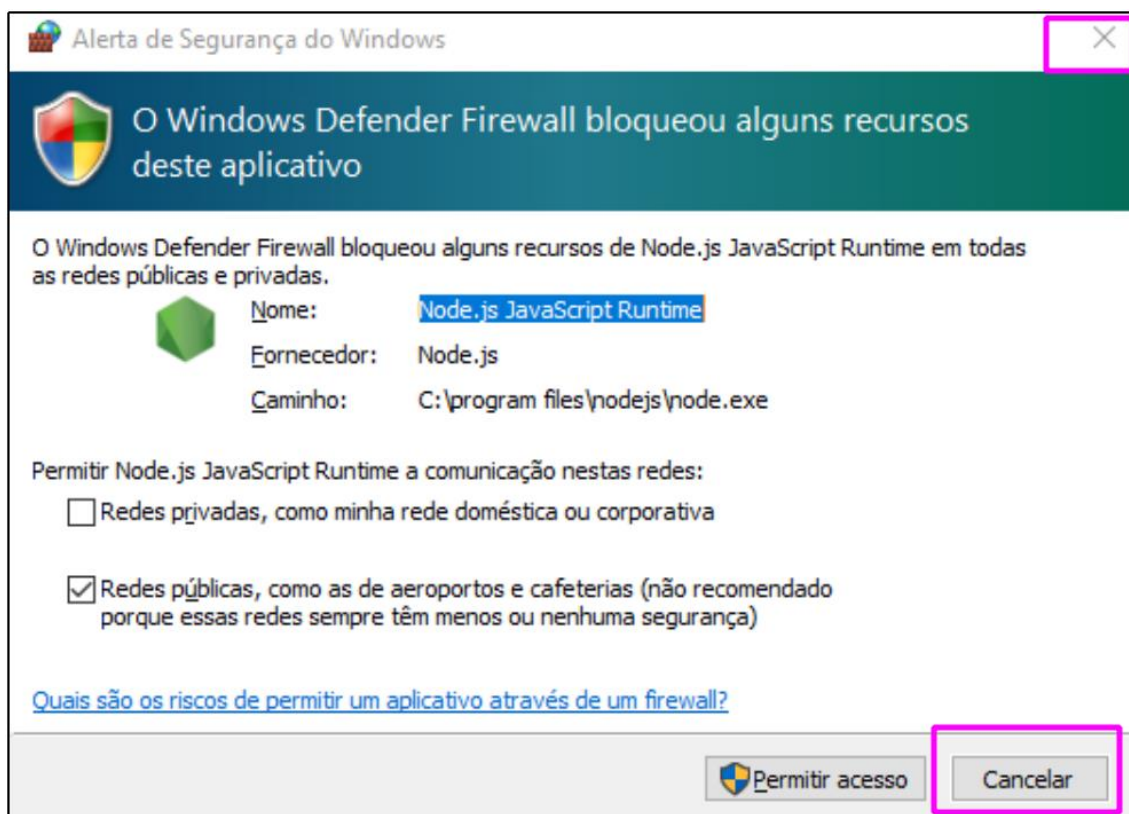 Alerta de Segurança do Windows
O Windows Defender Firewall bloqueou alguns recursos
deste aplicativo
O Windows Defender Firewall bloqueou alguns recursos de Node.js JavaScript Runtime em todas
as redes públicas e privadas.
Nome: Node.js JavaScript Runtime
Fornecedor: Node.js
Caminho: C:\program files\nodejs\node.exe
Permitir Node.js JavaScript Runtime a comunicação nestas redes:
Redes privadas, como minha rede doméstica ou corporativa
Redes públicas, como as de aeroportos e cafeterias (não recomendado
porque essas redes sempre têm menos ou nenhuma segurança)
Quais são os riscos de permitir um aplicativo através de um firewall?
Permitir acesso Cancelar